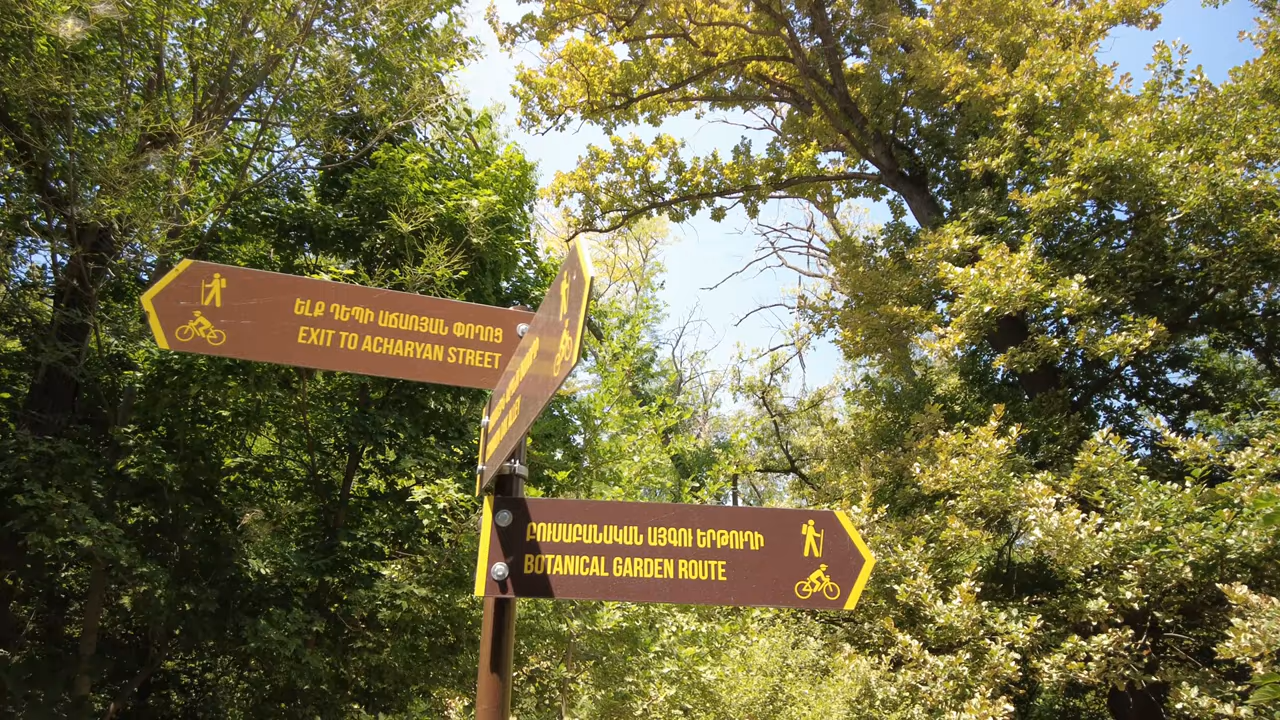 ԵԼՔ ԴԵՊԻ ԱՃԱՌՅԱՆ ՓՈՂՈՑ
EXIT TO ACHARYAN STREET
ԲՈՒՍԱԲԱՆԱԿԱՆ ԱՅԳՈՒ ԵՐԹՈՒՂԻ
BOTANICAL GARDEN ROUTE